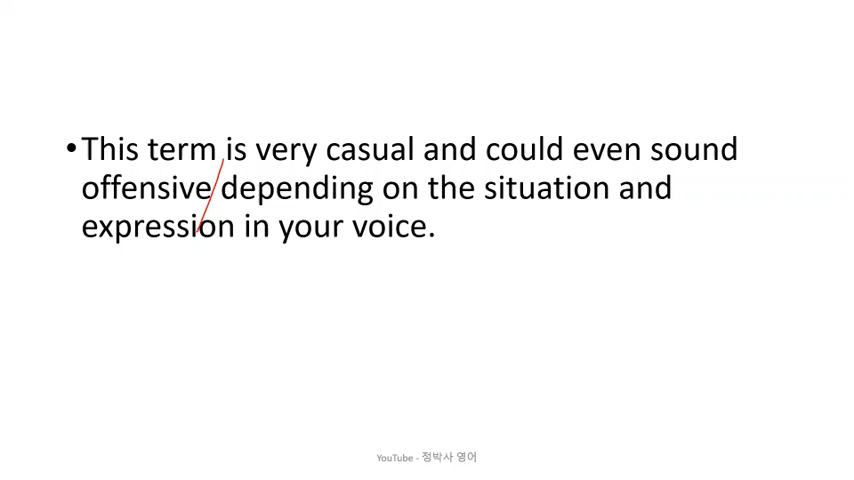 •This term is very casual and could even sound
offensive depending on the situation and
expression in your voice.
YouTube - 정박사 영어